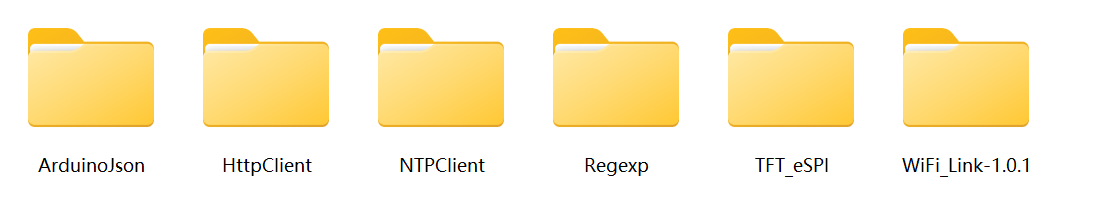 ArduinoJson
HttpClient
NTPClient
Regexp
TFT_eSPI
WiFi_Link-1.0.1